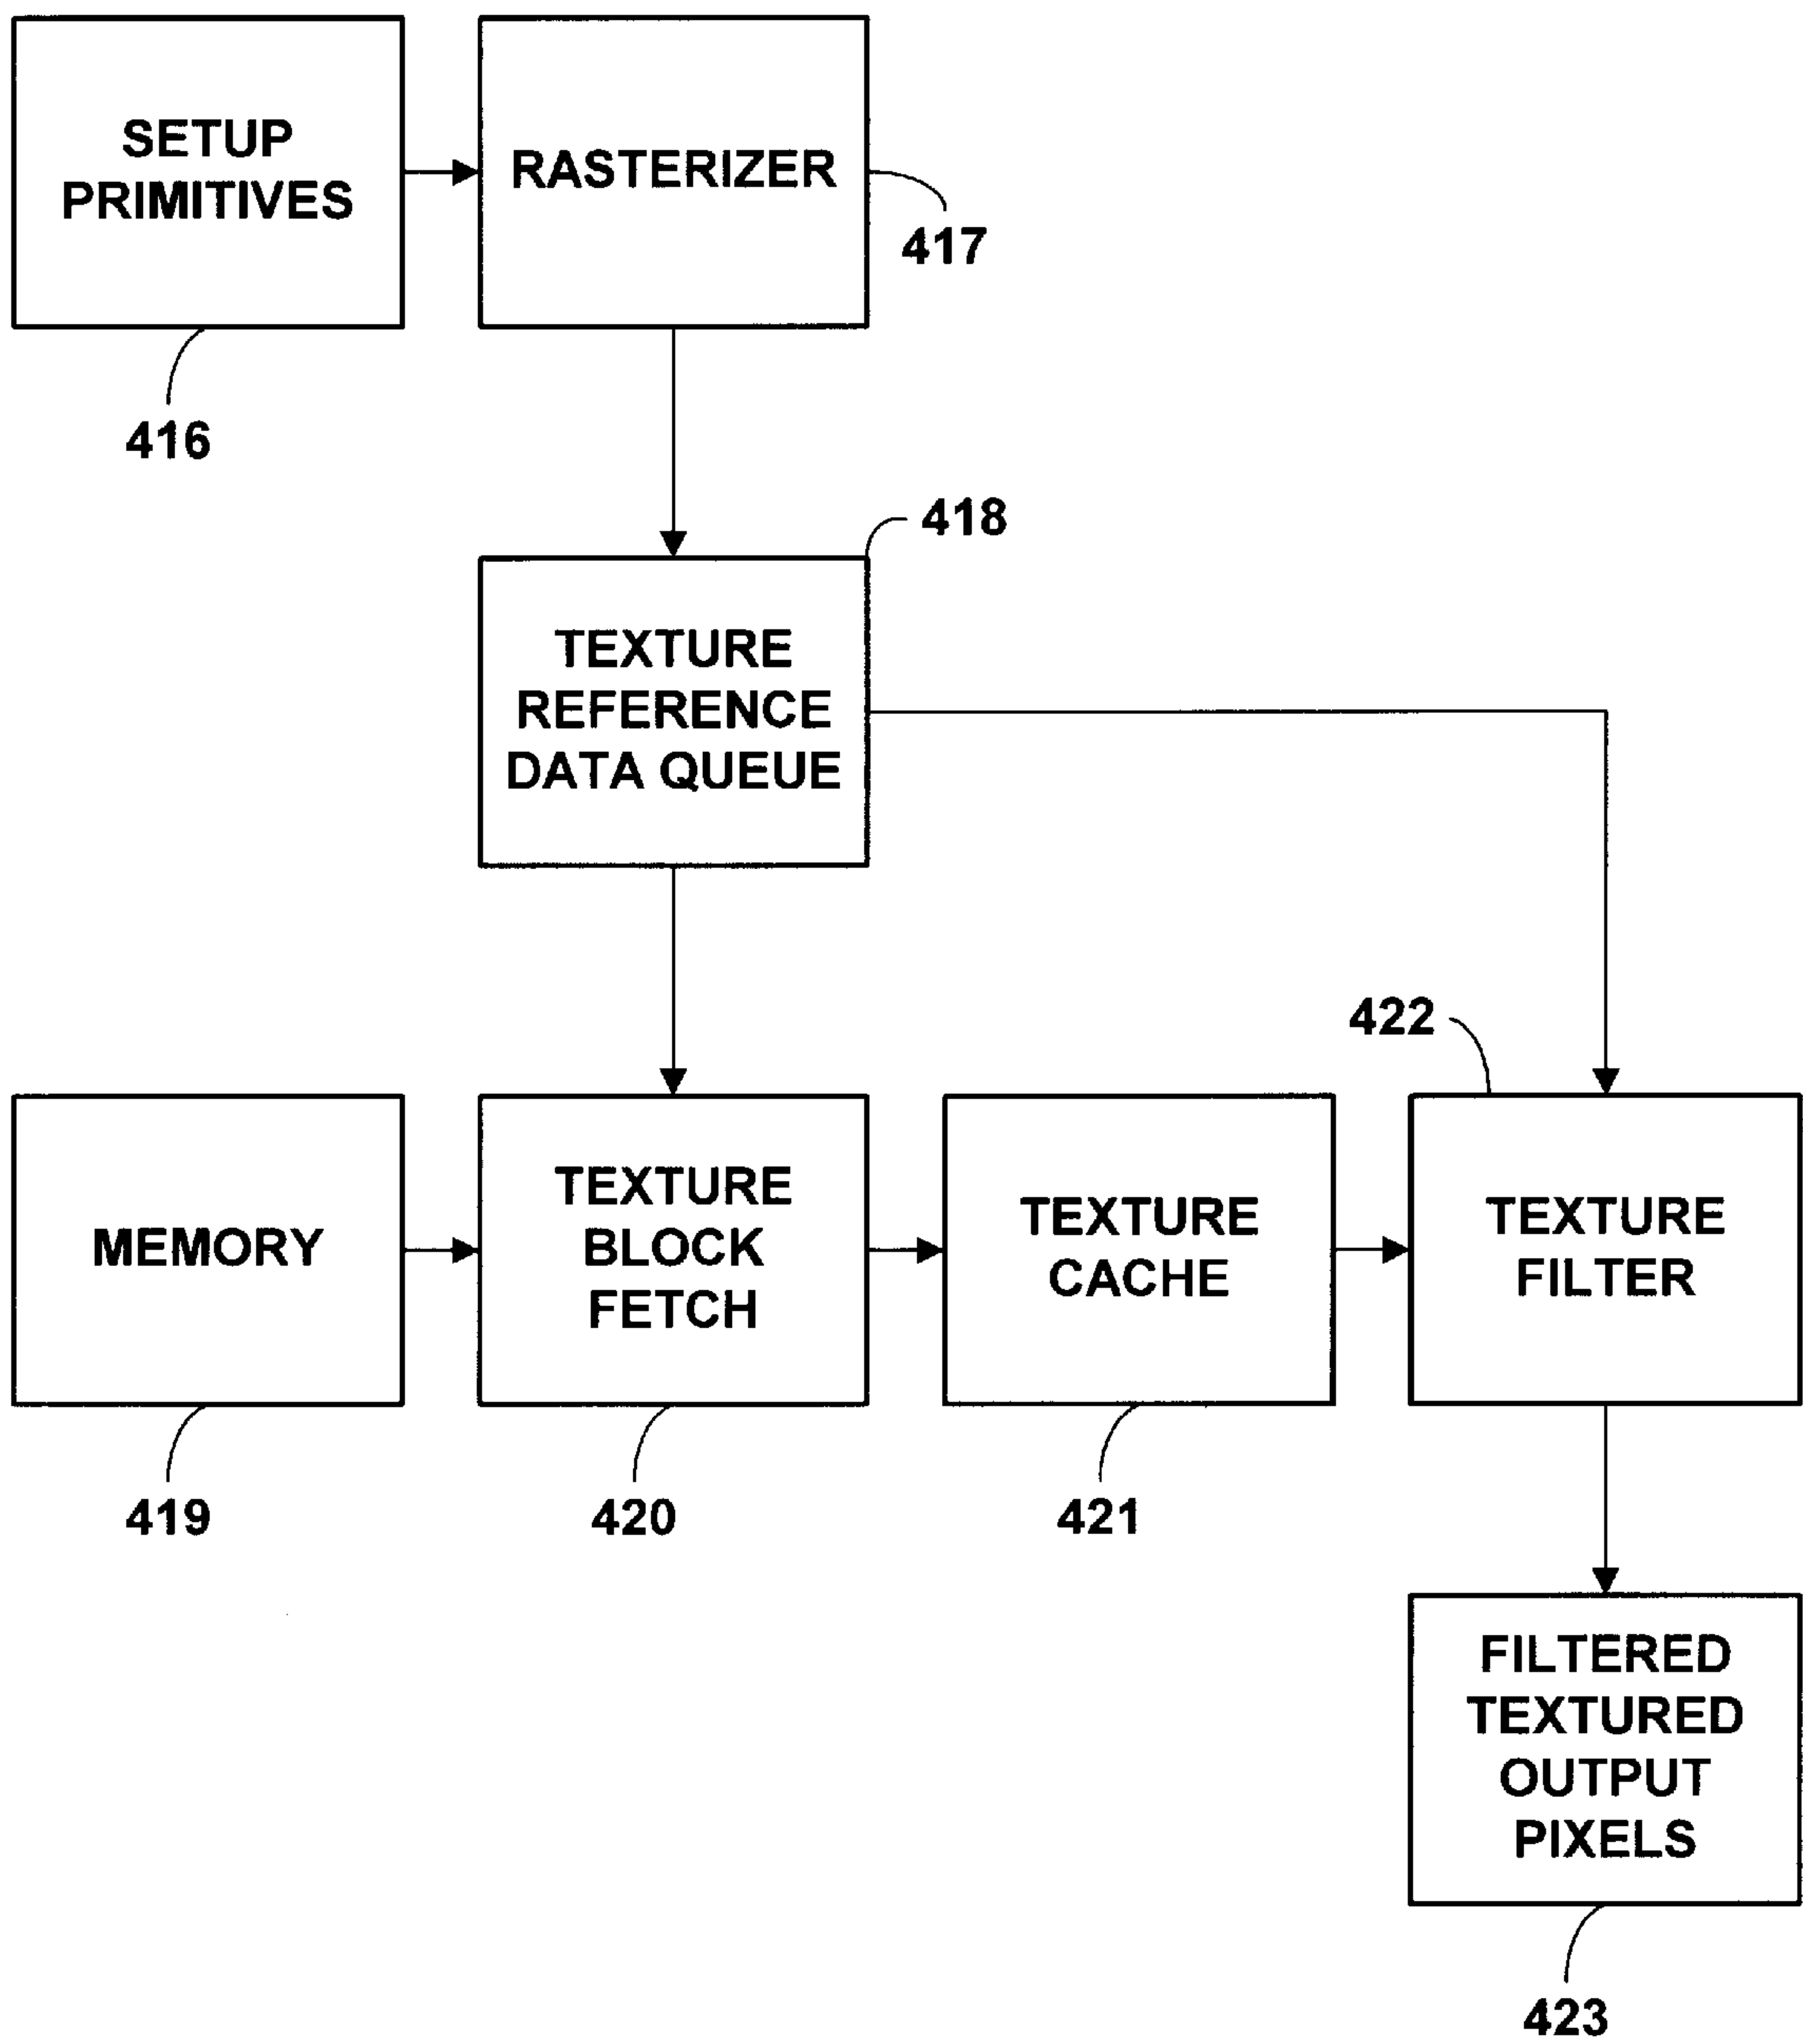 SETUP
PRIMITIVES
RASTERIZER
417
416
418
TEXTURE
REFERENCE
DATA QUEUE
422
MEMORY
TEXTURE
BLOCK
FETCH
TEXTURE
CACHE
TEXTURE
FILTER
419
420
421
FILTERED
TEXTURED
OUTPUT
PIXELS
423